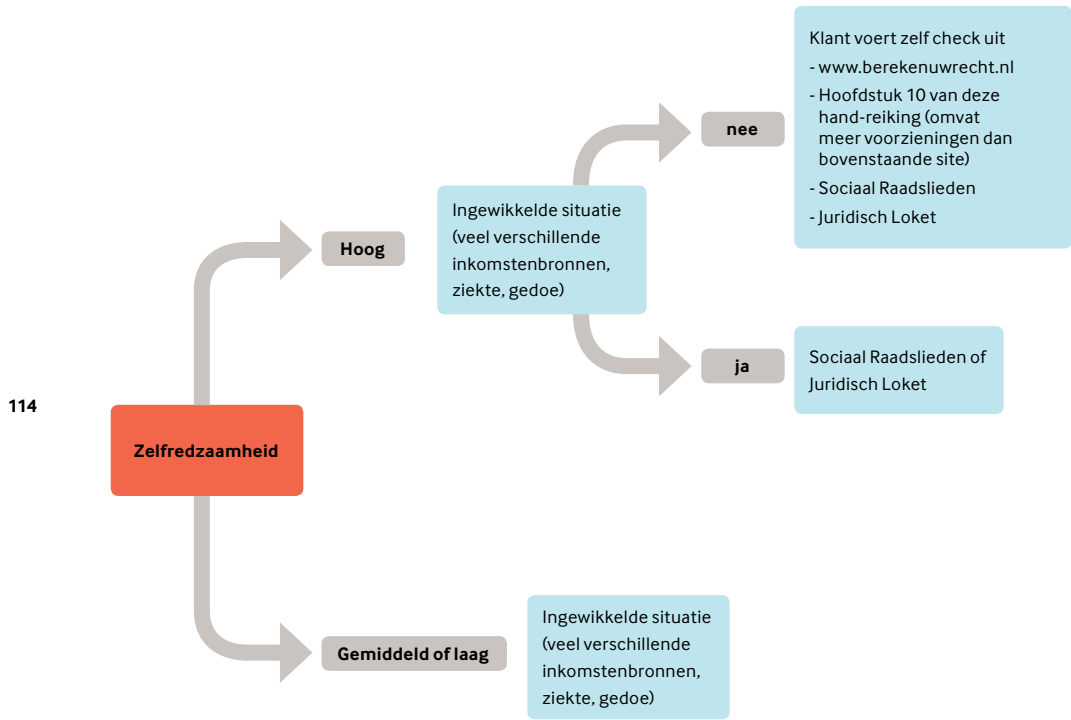 Klant voert zelf check uit
- www.berekenuwrecht.nl
- Hoofdstuk 10 van deze
hand-reiking (omvat
meer voorzieningen dan
bovenstaande site)
- Sociaal Raadslieden
- Juridisch Loket
nee
Ingewikkelde situatie
(veel verschillende
inkomstenbronnen,
ziekte, gedoe)
Hoog
ja
Sociaal Raadslieden of
Juridisch Loket
114
Zelfredzaamheid
Gemiddeld of laag
Ingewikkelde situatie
(veel verschillende
inkomstenbronnen,
ziekte, gedoe)